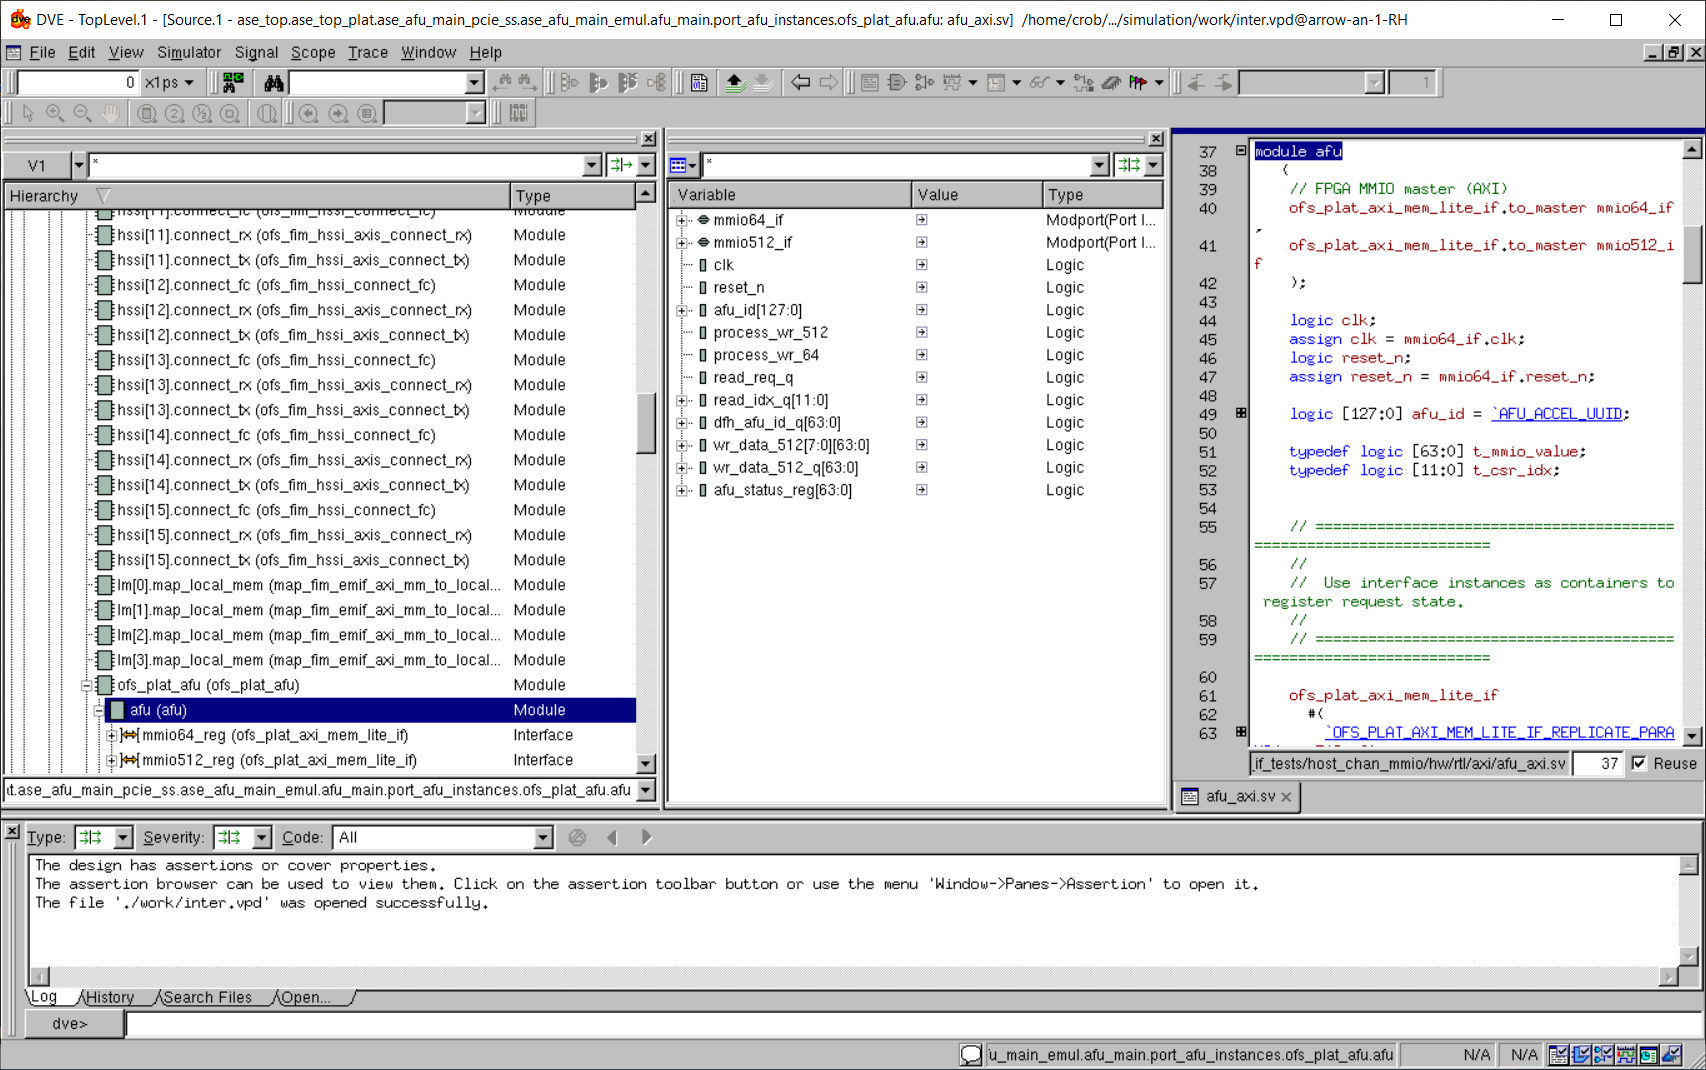 DVE - TopLevel.1 - [Source.1 - ase_top.ase_top_plat.ase_afu_main_pcie_ss.ase_afu_main_emul.afu_main.port_afu_instances.ofs_plat_afu.afu: afu_axi.sv] /home/crob/.../simulation/work/inter.vpd@arrow-an-1-RH
File Edit View Simulator Signal Scope Trace Window Help
0 x1ps
1
V1 *
Hierarchy Type
hssi[11].connect_fc (ofs_fim_hssi_connect_fc) Module
hssi[11].connect_rx (ofs_fim_hssi_axis_connect_rx) Module
hssi[11].connect_tx (ofs_fim_hssi_axis_connect_tx) Module
hssi[12].connect_fc (ofs_fim_hssi_connect_fc) Module
hssi[12].connect_rx (ofs_fim_hssi_axis_connect_rx) Module
hssi[12].connect_tx (ofs_fim_hssi_axis_connect_tx) Module
hssi[13].connect_fc (ofs_fim_hssi_connect_fc) Module
hssi[13].connect_rx (ofs_fim_hssi_axis_connect_rx) Module
hssi[13].connect_tx (ofs_fim_hssi_axis_connect_tx) Module
hssi[14].connect_fc (ofs_fim_hssi_connect_fc) Module
hssi[14].connect_rx (ofs_fim_hssi_axis_connect_rx) Module
hssi[14].connect_tx (ofs_fim_hssi_axis_connect_tx) Module
hssi[15].connect_fc (ofs_fim_hssi_connect_fc) Module
hssi[15].connect_rx (ofs_fim_hssi_axis_connect_rx) Module
hssi[15].connect_tx (ofs_fim_hssi_axis_connect_tx) Module
lm[0].map_local_mem (map_fim_emif_axi_mm_to_local... Module
lm[1].map_local_mem (map_fim_emif_axi_mm_to_local... Module
lm[2].map_local_mem (map_fim_emif_axi_mm_to_local... Module
lm[3].map_local_mem (map_fim_emif_axi_mm_to_local... Module
ofs_plat_afu (ofs_plat_afu) Module
afu (afu) Module
mmio64_reg (ofs_plat_axi_mem_lite_if) Interface
mmio512_reg (ofs_plat_axi_mem_lite_if) Interface
t.ase_afu_main_pcie_ss.ase_afu_main_emul.afu_main.port_afu_instances.ofs_plat_afu.afu
*
Variable Value Type
mmio64_if Modport(Port I...
mmio512_if Modport(Port I...
clk Logic
reset_n Logic
afu_id[127:0] Logic
process_wr_512 Logic
process_wr_64 Logic
read_req_q Logic
read_idx_q[11:0] Logic
dfh_afu_id_q[63:0] Logic
wr_data_512[7:0][63:0] Logic
wr_data_512_q[63:0] Logic
afu_status_reg[63:0] Logic
37 module afu
38 (
39 // FPGA MMIO master (AXI)
40 ofs_plat_axi_mem_lite_if.to_master mmio64_if
,
41 ofs_plat_axi_mem_lite_if.to_master mmio512_i
f
42 );
43
44 logic clk;
45 assign clk = mmio64_if.clk;
46 logic reset_n;
47 assign reset_n = mmio64_if.reset_n;
48
49 logic [127:0] afu_id = `AFU_ACCEL_UUID;
50
51 typedef logic [63:0] t_mmio_value;
52 typedef logic [11:0] t_csr_idx;
53
54
55 // =========================================
===========================
56 //
57 // Use interface instances as containers to
register request state.
58 //
59 // =========================================
===========================
60
61 ofs_plat_axi_mem_lite_if
62 #(
63 `OFS_PLAT_AXI_MEM_LITE_IF_REPLICATE_PARA
if_tests/host_chan_mmio/hw/rtl/axi/afu_axi.sv 37 Reuse
afu_axi.sv
Type: Severity: Code: All
The design has assertions or cover properties.
The assertion browser can be used to view them. Click on the assertion toolbar button or use the menu 'Window->Panes->Assertion' to open it.
The file './work/inter.vpd' was opened successfully.
Log History Search Files Open...
dve>
u_main_emul.afu_main.port_afu_instances.ofs_plat_afu.afu N/A N/A